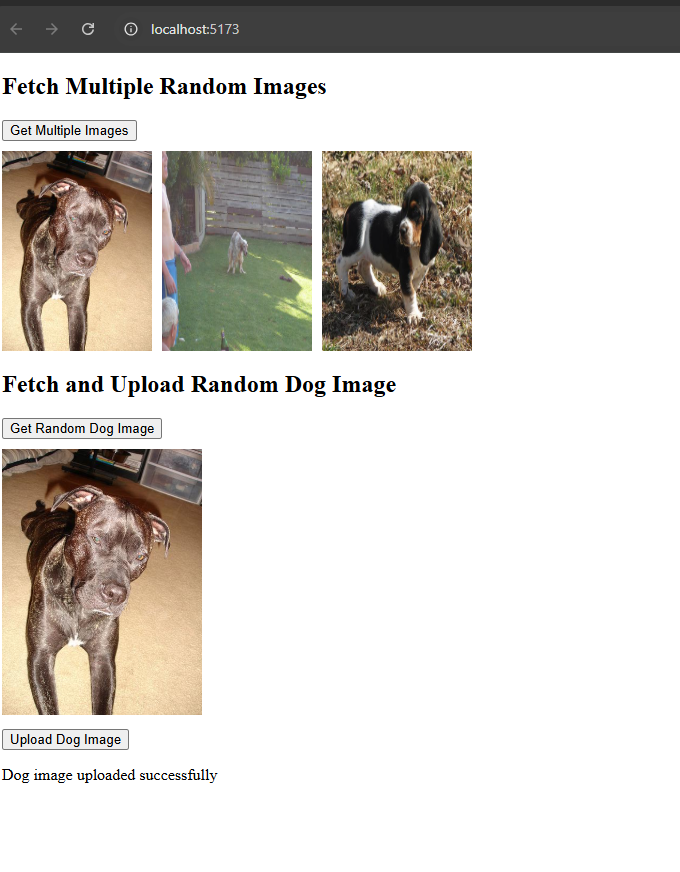 localhost:5173
Fetch Multiple Random Images
Get Multiple Images
Fetch and Upload Random Dog Image
Get Random Dog Image
Upload Dog Image
Dog image uploaded successfully